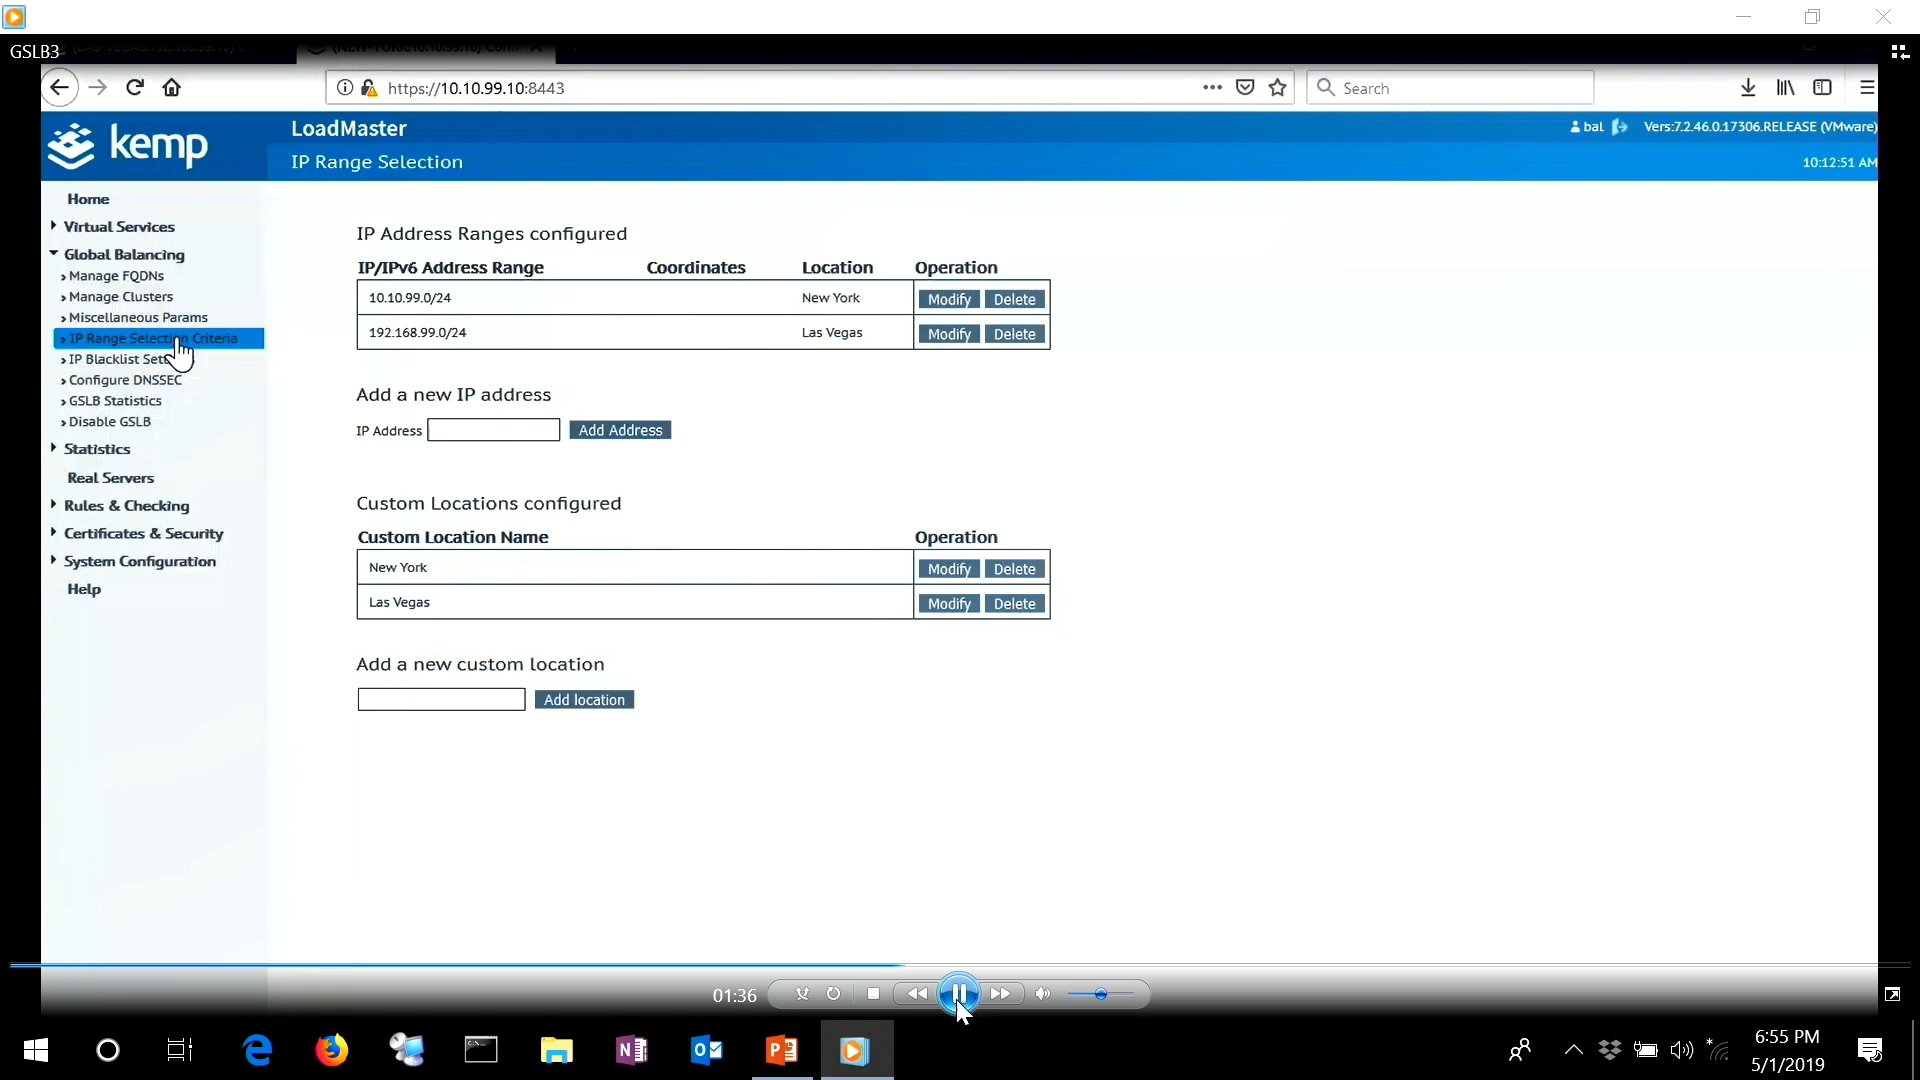 GSLB3
https://10.10.99.10:8443
Search
kemp
LoadMaster
bal
Vers:7.2.46.0.17306.RELEASE (VMware)
IP Range Selection
10:12:51 AM
Home
Virtual Services
Global Balancing
Manage FQDNs
Manage Clusters
Miscellaneous Params
IP Range Selection Criteria
IP Blacklist
Configure DNSSEC
GSLB Statistics
Disable GSLB
Statistics
Real Servers
Rules & Checking
Certificates & Security
System Configuration
Help
IP Address Ranges configured
IP/IPv6 Address Range Coordinates Location Operation
10.10.99.0/24 New York Modify Delete
192.168.99.0/24 Las Vegas Modify Delete
Add a new IP address
IP Address Add Address
Custom Locations configured
Custom Location Name Operation
New York Modify Delete
Las Vegas Modify Delete
Add a new custom location
Add location
01:36
6:55 PM
5/1/2019